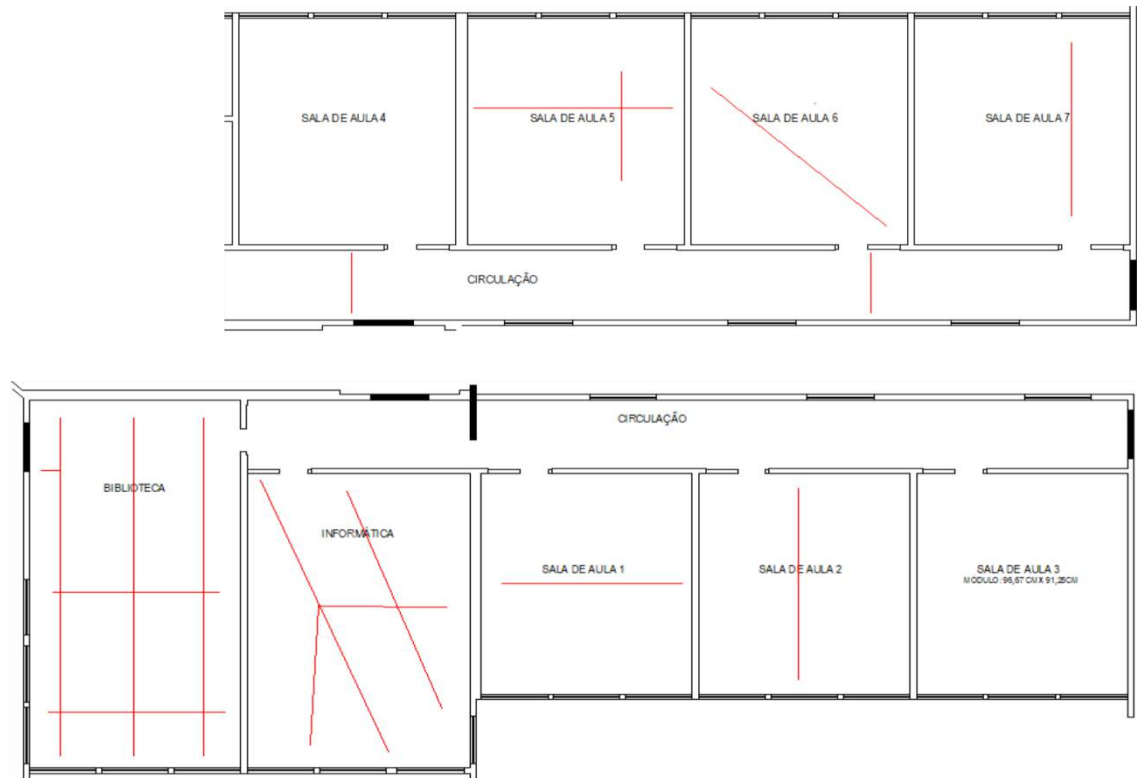 SALA DE AULA 4
SALA DE AULA 5
SALA DE AULA 6
SALA DE AULA 7
CIRCULAÇÃO
CIRCULAÇÃO
BIBLIOTECA
INFORMÁTICA
SALA DE AULA 1
SALA DE AULA 2
SALA DE AULA 3
MÓDULO: 96,67 CM X 91,25CM